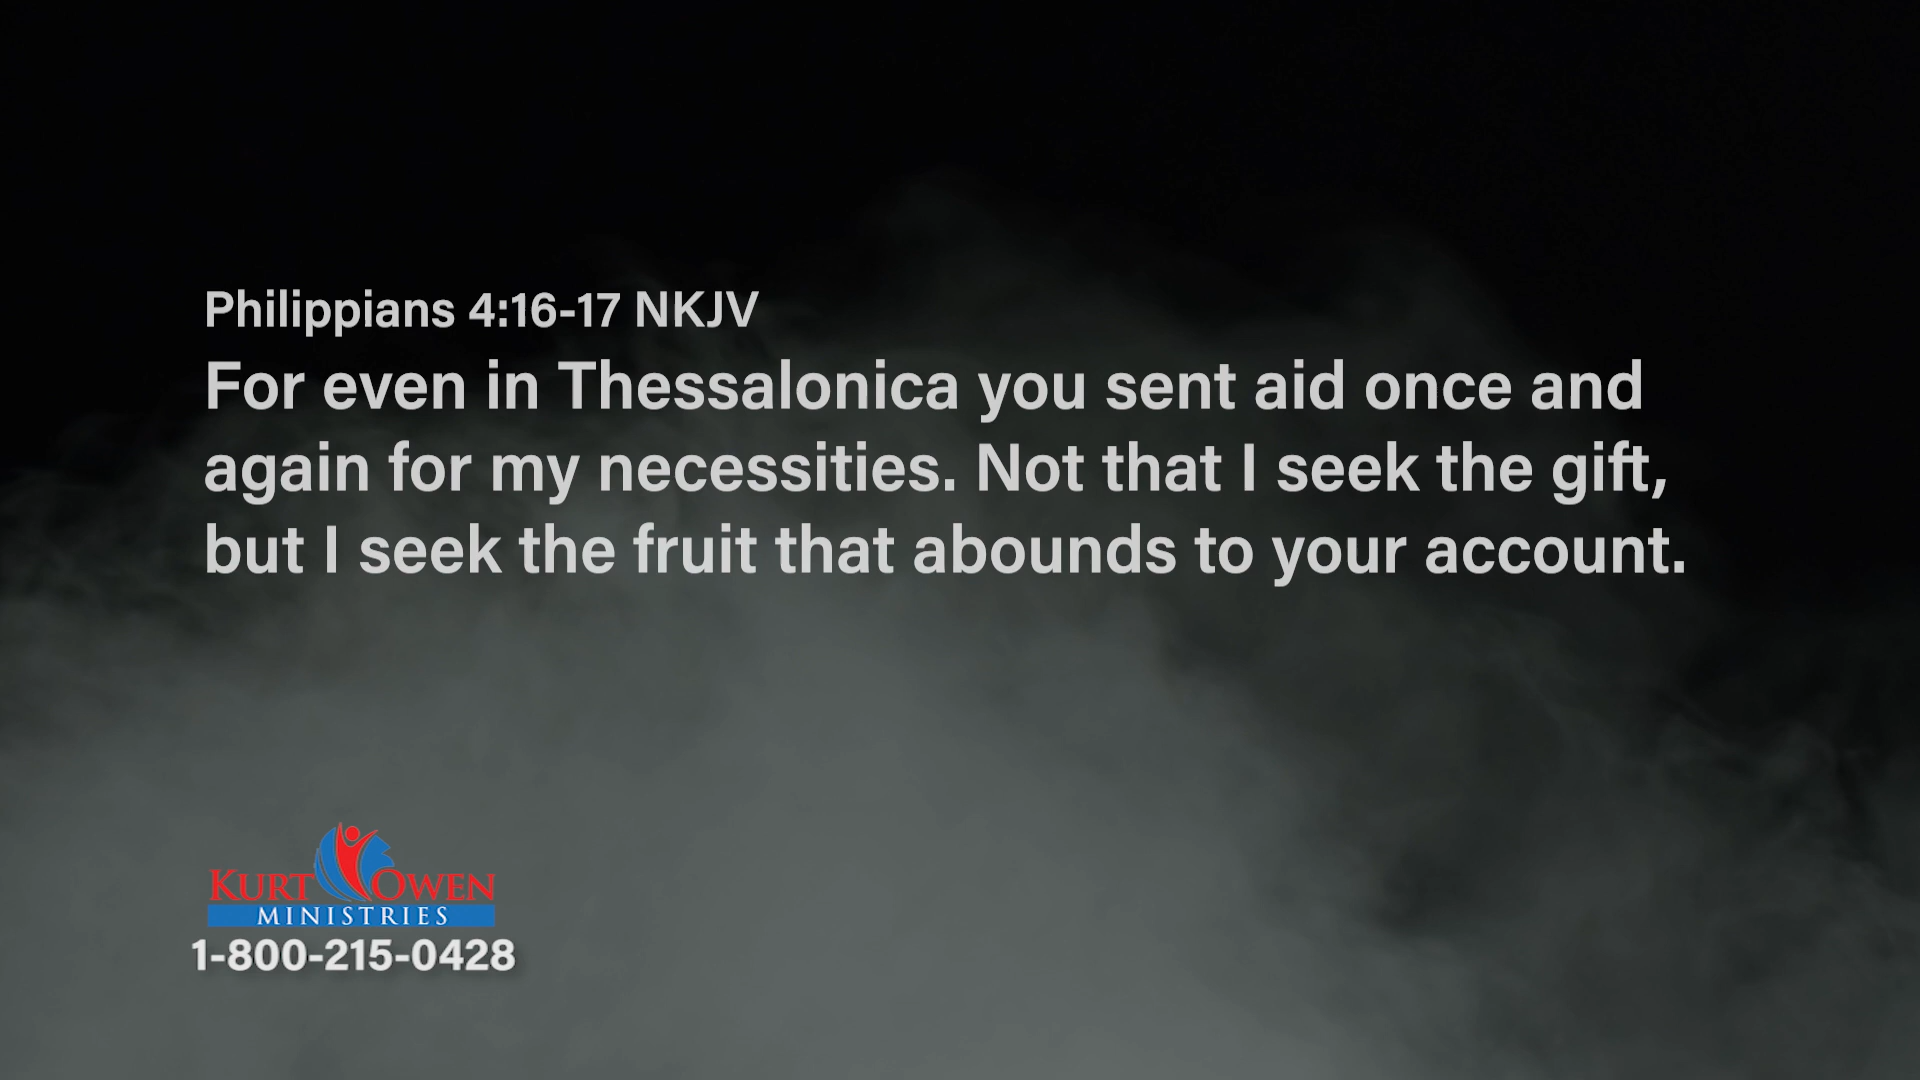 Philippians 4:16-17 NKJV
For even in Thessalonica you sent aid once and
again for my necessities. Not that I seek the gift,
but I seek the fruit that abounds to your account.
KURT OWEN
MINISTRIES
1-800-215-0428